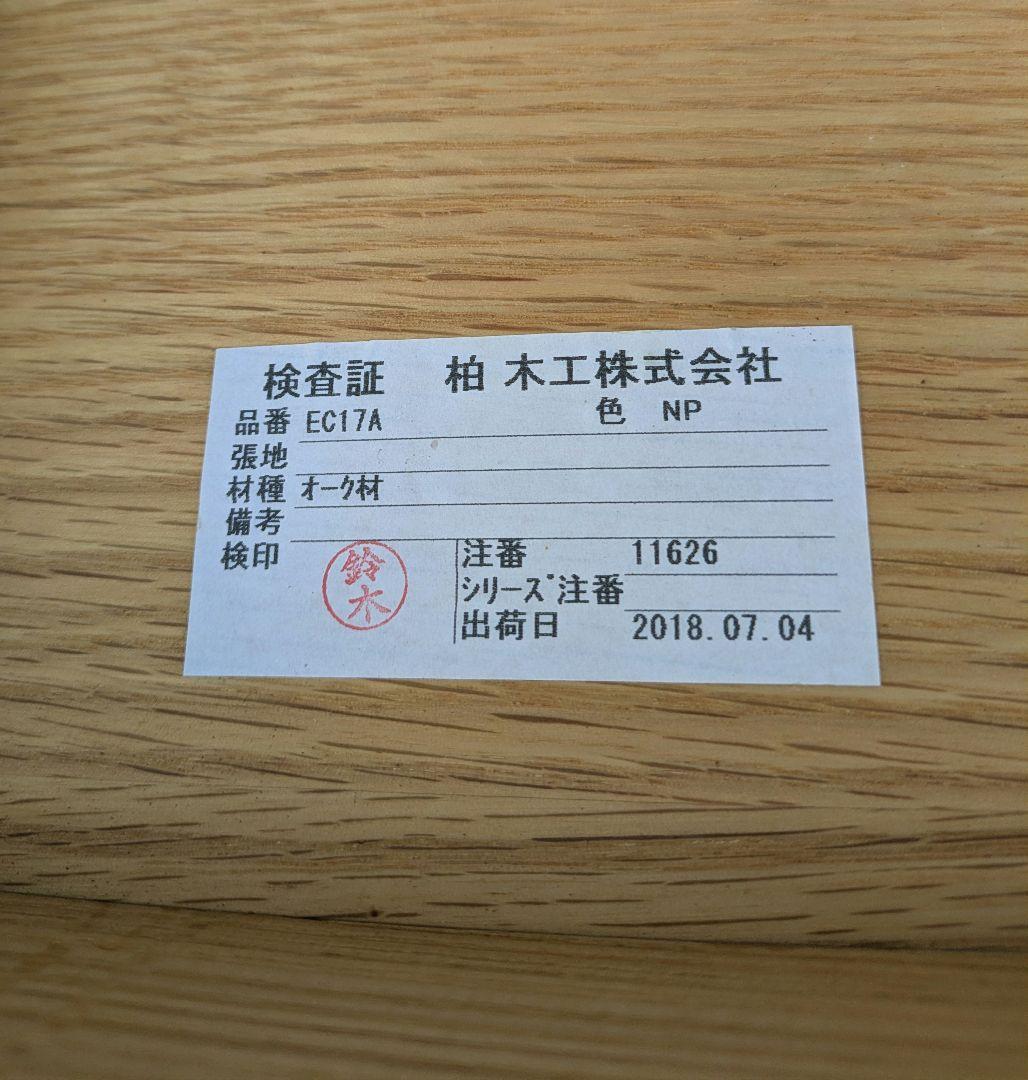 検査証 柏木工株式会社
品番 EC17A 色 NP
張地
材種 ｵｰｸ材
備考
検印 鈴木 注番 11626
ｼﾘｰｽﾞ注番
出荷日 2018.07.04